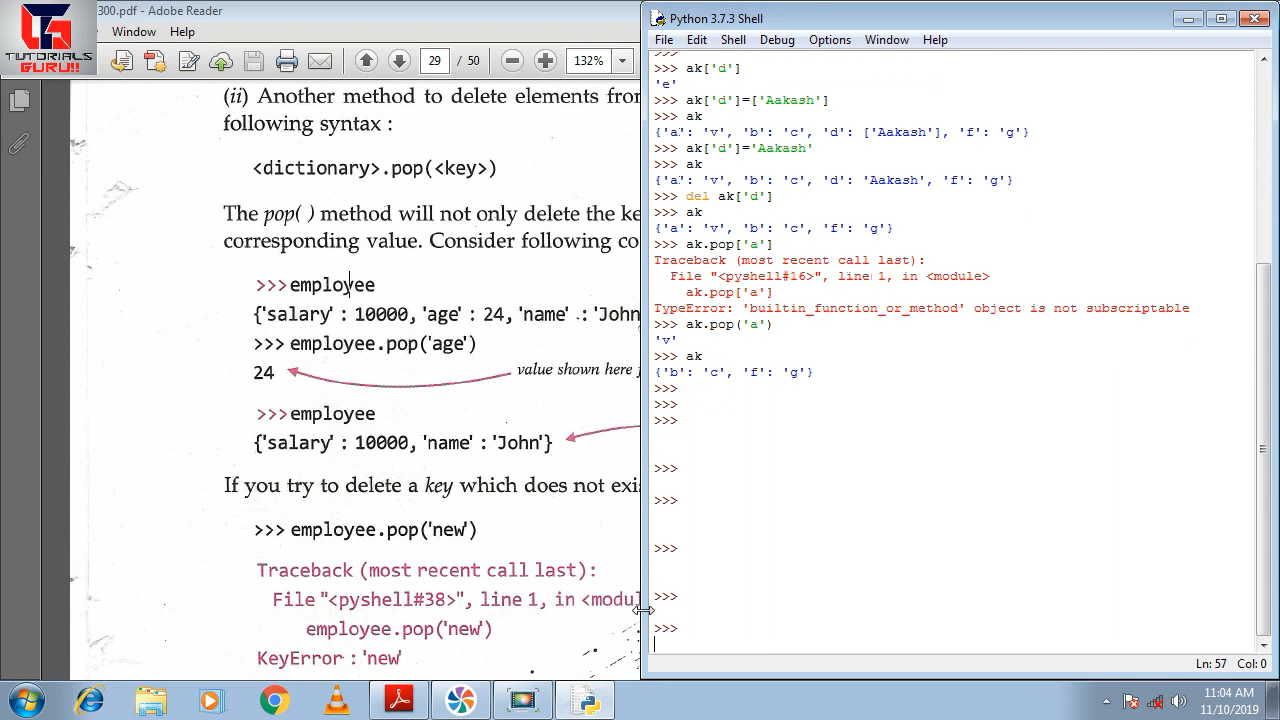 TUTORIALS
GURU!!
300.pdf - Adobe Reader
Window Help
29 / 50
132%
(ii) Another method to delete elements from
following syntax :
<dictionary>.pop(<key>)
The pop( ) method will not only delete the ke
corresponding value. Consider following co
>>> employee
{'salary' : 10000, 'age' : 24, 'name' : 'John
>>> employee.pop('age')
24
value shown here f
>>> employee
{'salary' : 10000, 'name' : 'John'}
If you try to delete a key which does not exis
>>> employee.pop('new')
Traceback (most recent call last):
File "<pyshell#38>", line 1, in <modul
employee.pop('new')
KeyError : 'new'
Python 3.7.3 Shell
File Edit Shell Debug Options Window Help
>>>
>>> ak['d']
'e'
>>> ak['d']=['Aakash']
>>> ak
{'a': 'v', 'b': 'c', 'd': ['Aakash'], 'f': 'g'}
>>> ak['d']='Aakash'
>>> ak
{'a': 'v', 'b': 'c', 'd': 'Aakash', 'f': 'g'}
>>> del ak['d']
>>> ak
{'a': 'v', 'b': 'c', 'f': 'g'}
>>> ak.pop['a']
Traceback (most recent call last):
File "<pyshell#16>", line 1, in <module>
ak.pop['a']
TypeError: 'builtin_function_or_method' object is not subscriptable
>>> ak.pop('a')
'v'
>>> ak
{'b': 'c', 'f': 'g'}
>>>
>>>
>>>
>>>
>>>
>>>
>>>
>>>
Ln: 57 Col: 0
11:04 AM
11/10/2019